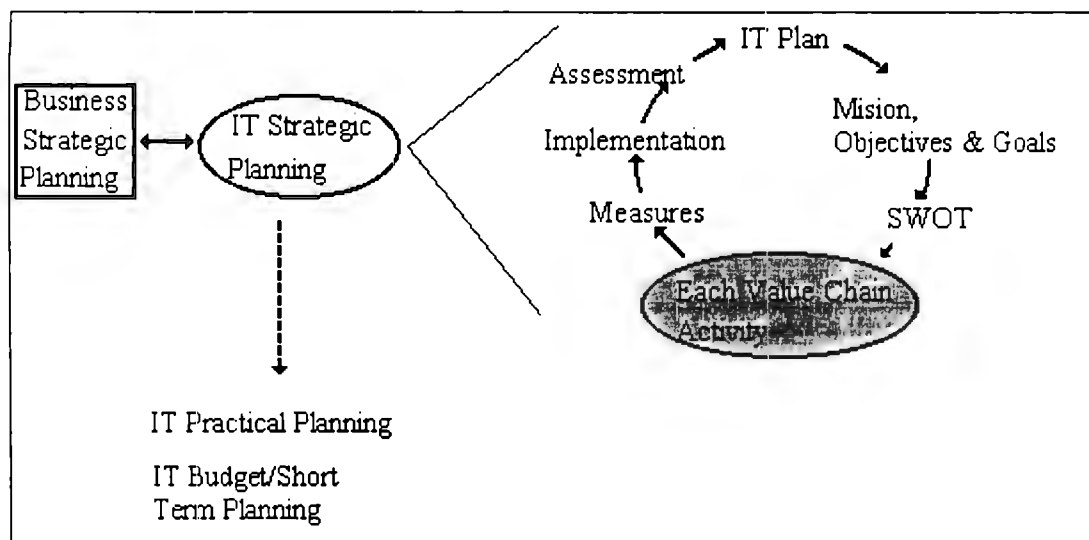 Business
Strategic
Planning
IT Strategic
Planning
IT Practical Planning
IT Budget/Short
Term Planning
IT Plan
Mision,
Objectives & Goals
SWOT
Each Value Chain
Activity
Measures
Implementation
Assessment